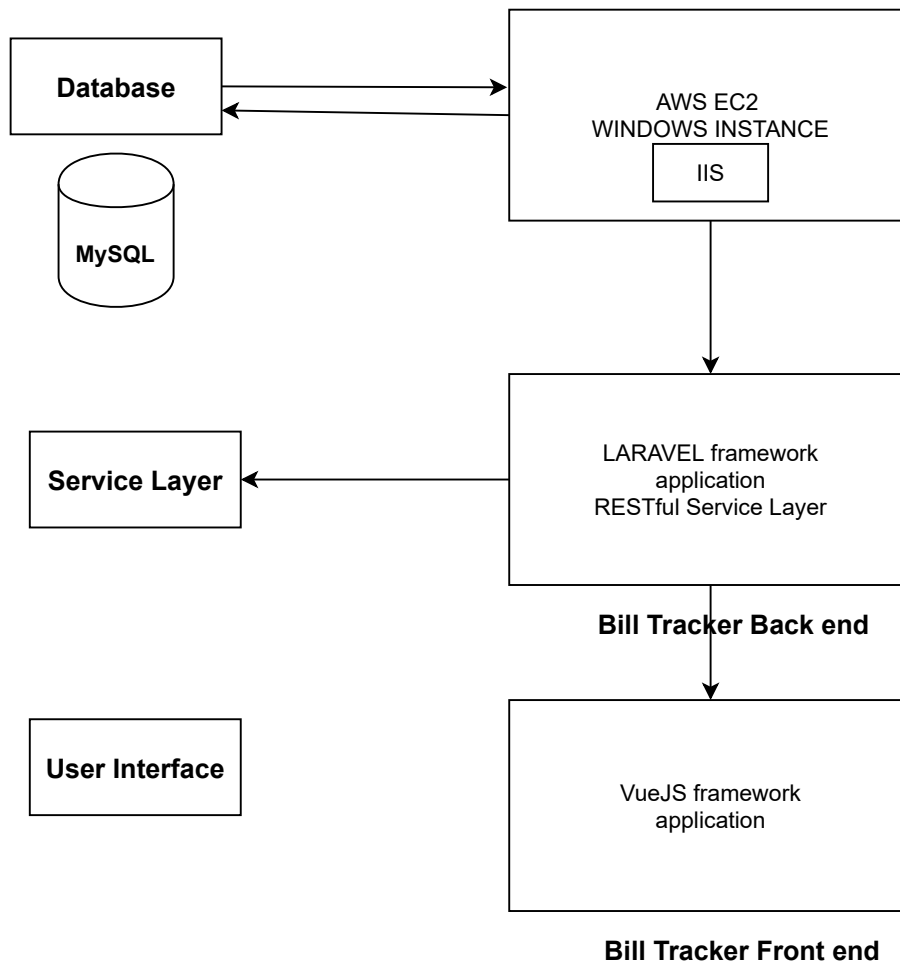 Database
AWS EC2
WINDOWS INSTANCE
IIS
MySQL
Service Layer
LARAVEL framework
application
RESTful Service Layer
Bill Tracker Back end
User Interface
VueJS framework
application
Bill Tracker Front end